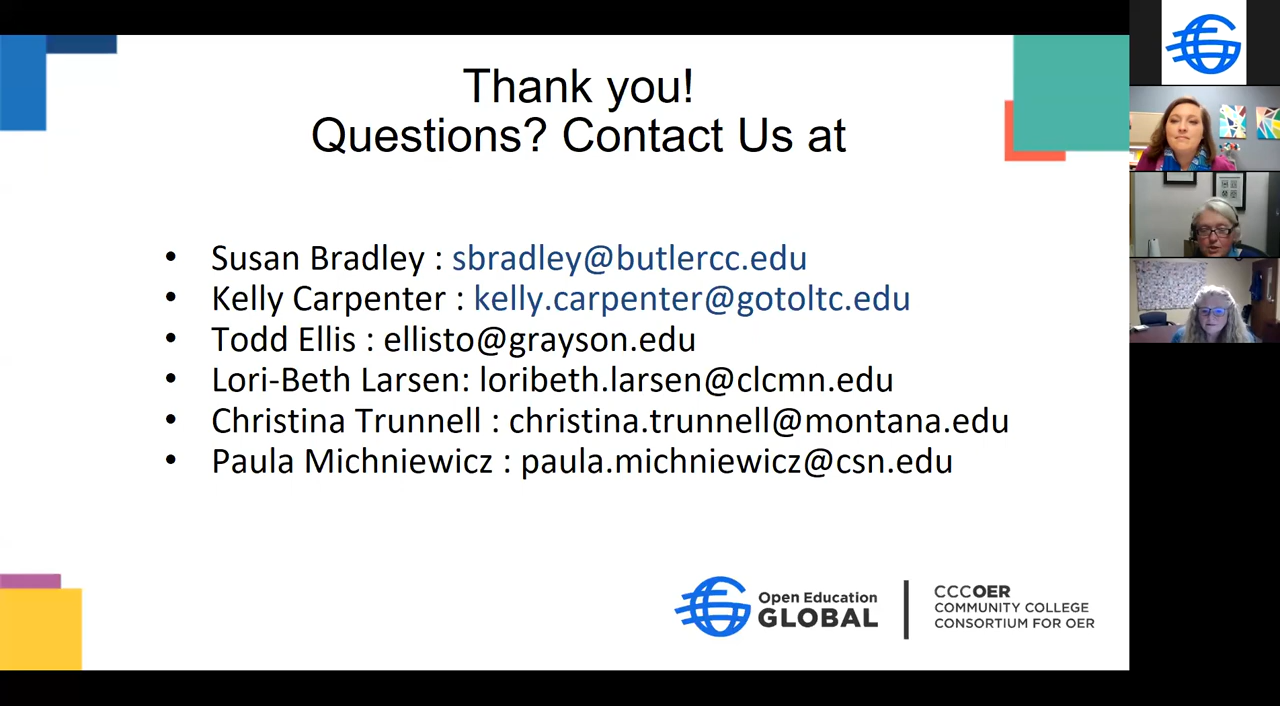 Thank you!
Questions? Contact Us at
• Susan Bradley : sbradley@butlercc.edu
• Kelly Carpenter : kelly.carpenter@gotoltc.edu
• Todd Ellis : ellisto@grayson.edu
• Lori-Beth Larsen: loribeth.larsen@clcmn.edu
• Christina Trunnell : christina.trunnell@montana.edu
• Paula Michniewicz : paula.michniewicz@csn.edu
Open Education
GLOBAL
CCCOER
COMMUNITY COLLEGE
CONSORTIUM FOR OER